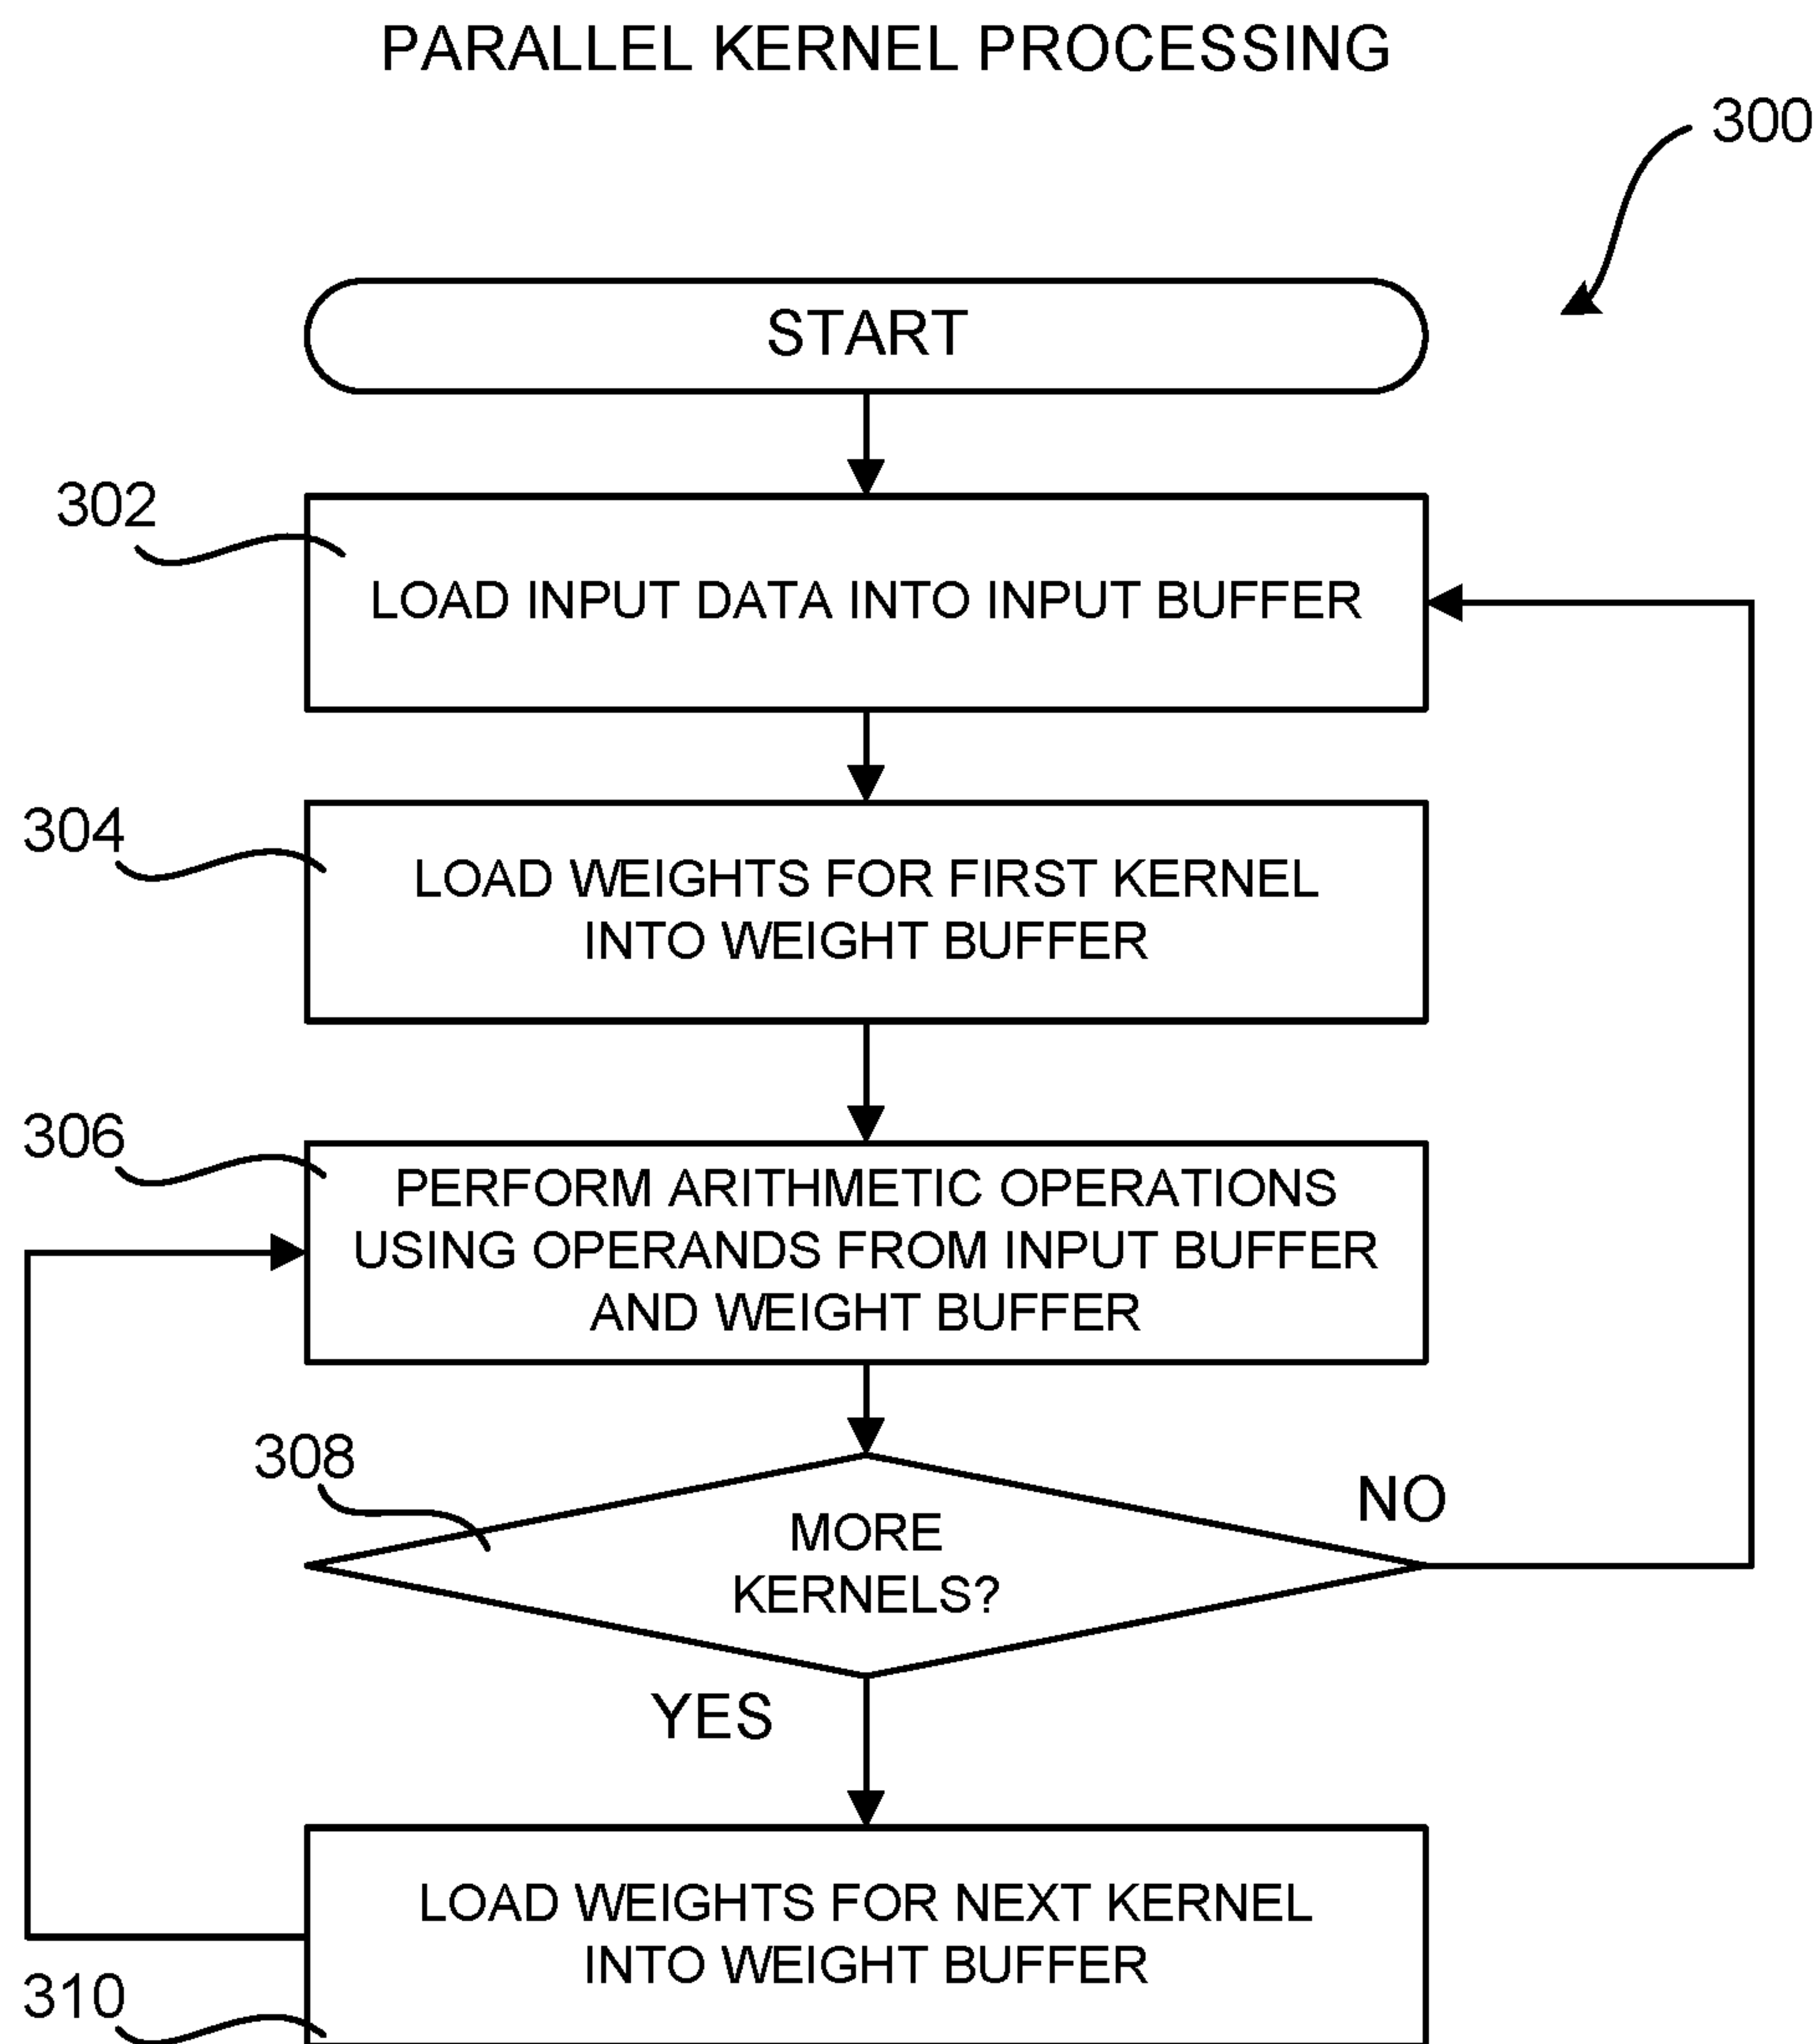 PARALLEL KERNEL PROCESSING
300
START
302
LOAD INPUT DATA INTO INPUT BUFFER
304
LOAD WEIGHTS FOR FIRST KERNEL
INTO WEIGHT BUFFER
306
PERFORM ARITHMETIC OPERATIONS
USING OPERANDS FROM INPUT BUFFER
AND WEIGHT BUFFER
308
MORE
KERNELS?
NO
YES
LOAD WEIGHTS FOR NEXT KERNEL
INTO WEIGHT BUFFER
310